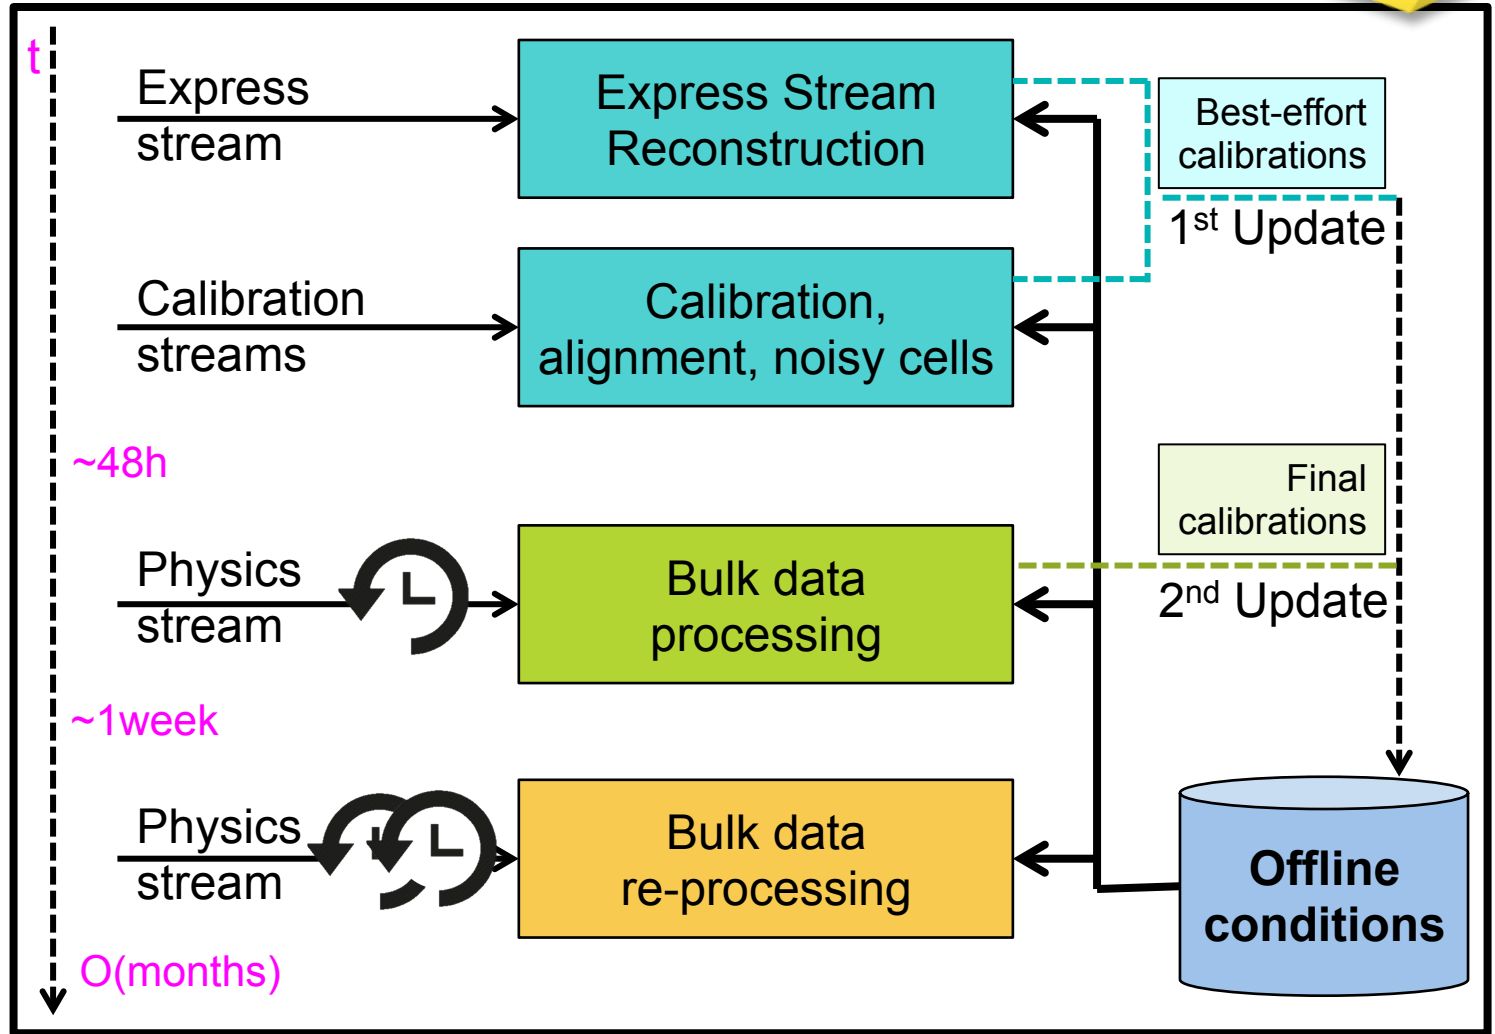 t
Express
stream
Express Stream
Reconstruction
Best-effort
calibrations
1st Update
Calibration
streams
Calibration,
alignment, noisy cells
~48h
Final
calibrations
Physics
stream
Bulk data
processing
2nd Update
~1week
Physics
stream
Bulk data
re-processing
Offline
conditions
O(months)